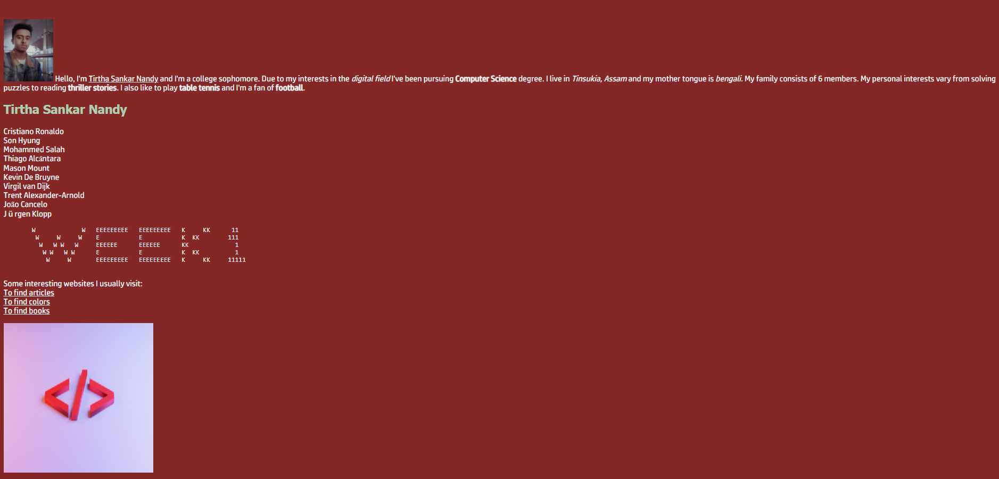 Hello, I'm Tirtha Sankar Nandy and I'm a college sophomore. Due to my interests in the digital field I've been pursuing Computer Science degree. I live in Tinsukia, Assam and my mother tongue is bengali. My family consists of 6 members. My personal interests vary from solving
puzzles to reading thriller stories. I also like to play table tennis and I'm a fan of football.
Tirtha Sankar Nandy
Cristiano Ronaldo
Son Hyung
Mohammed Salah
Thiago Alcântara
Mason Mount
Kevin De Bruyne
Virgil van Dijk
Trent Alexander-Arnold
João Cancelo
J ü rgen Klopp
W             W   EEEEEEEEE   EEEEEEEEE   K     KK      11
 W     W     W    E           E           K  KK        111
  W   W W   W     EEEEEE      EEEEEE      KK             1
   W W   W W      E           E           K  KK          1
    W     W       EEEEEEEEE   EEEEEEEEE   K     KK     11111
Some interesting websites I usually visit:
To find articles
To find colors
To find books